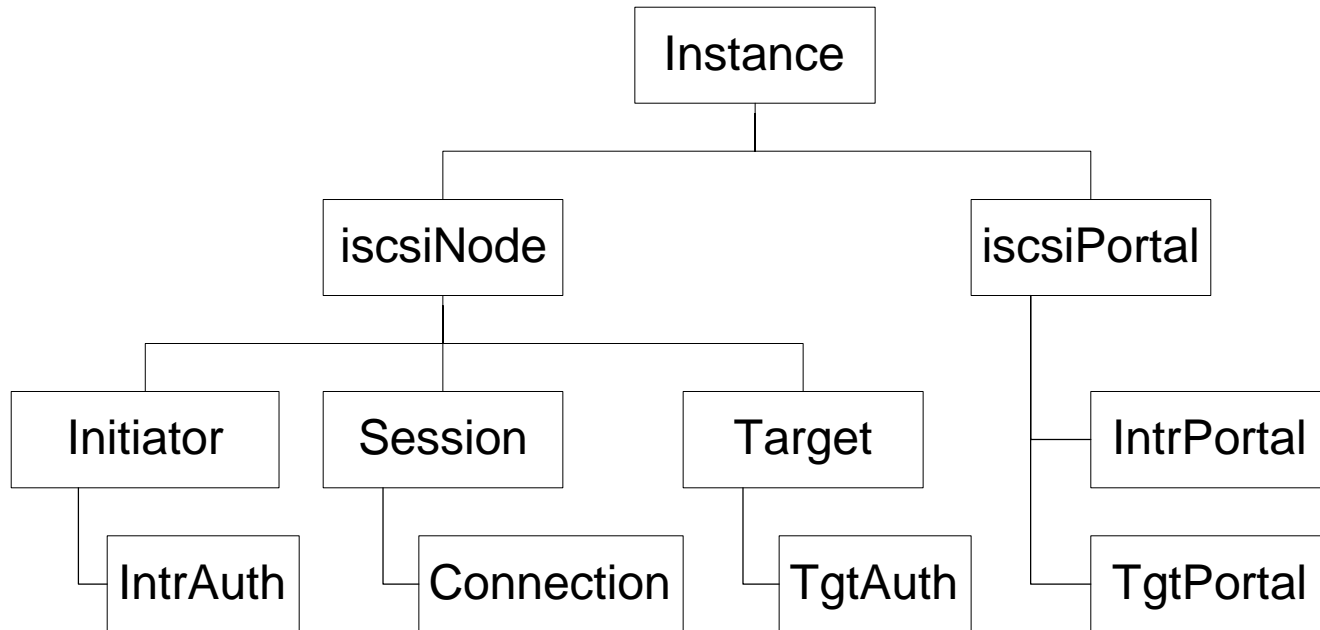 Instance
iscsiNode
iscsiPortal
Initiator
Session
Target
IntrPortal
IntrAuth
Connection
TgtAuth
TgtPortal